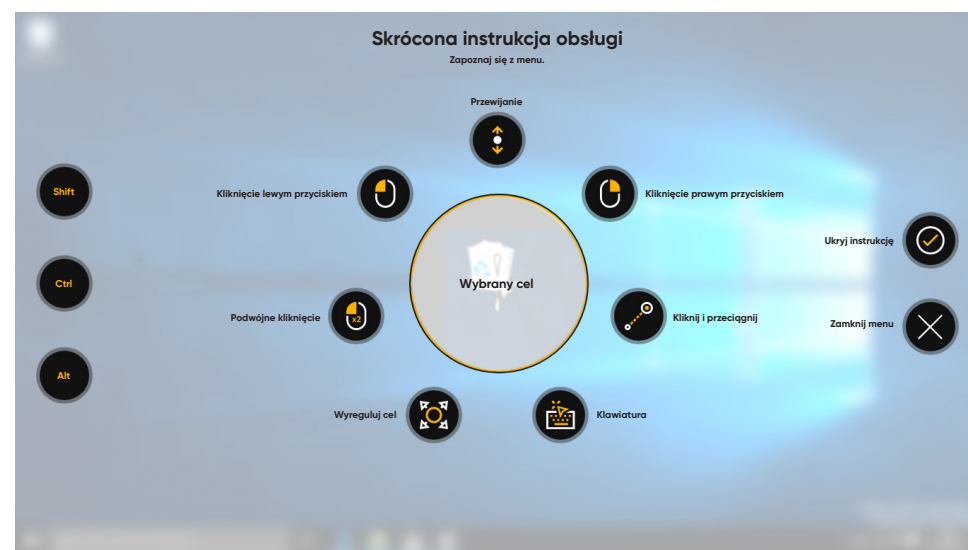 Skrócona instrukcja obsługi
Zapoznaj się z menu.
Przewijanie
Shift
Kliknięcie lewym przyciskiem
Kliknięcie prawym przyciskiem
Ukryj instrukcję
Ctrl
Wybrany cel
Podwójne kliknięcie
x2
Kliknij i przeciągnij
Zamknij menu
Alt
Wyreguluj cel
Klawiatura